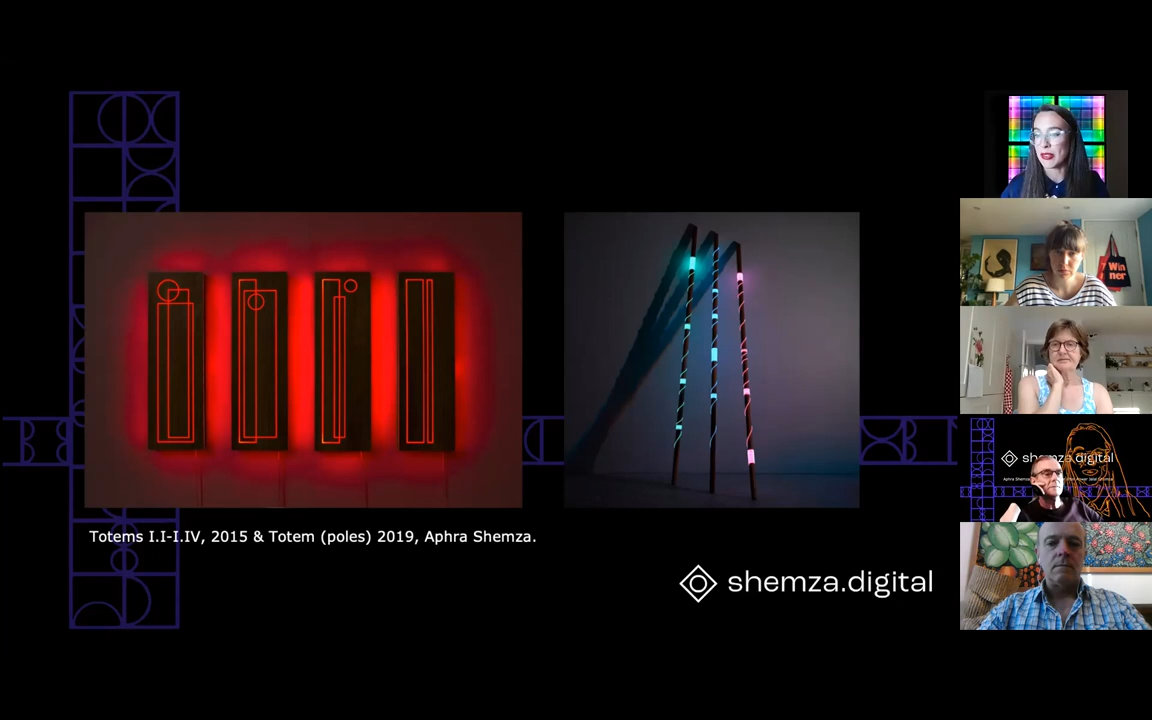 Win
ner
shemza.digital
Totems I.I-I.IV, 2015 & Totem (poles) 2019, Aphra Shemza.
shemza.digital